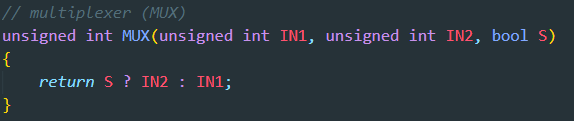 // multiplexer (MUX)
unsigned int MUX(unsigned int IN1, unsigned int IN2, bool S)
{
    return S ? IN2 : IN1;
}